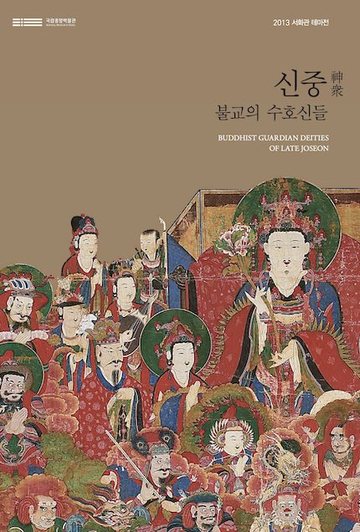 국립중앙박물관
2013 서화관 테마전
신중 神衆
불교의 수호신들
BUDDHIST GUARDIAN DEITIES
OF LATE JOSEON